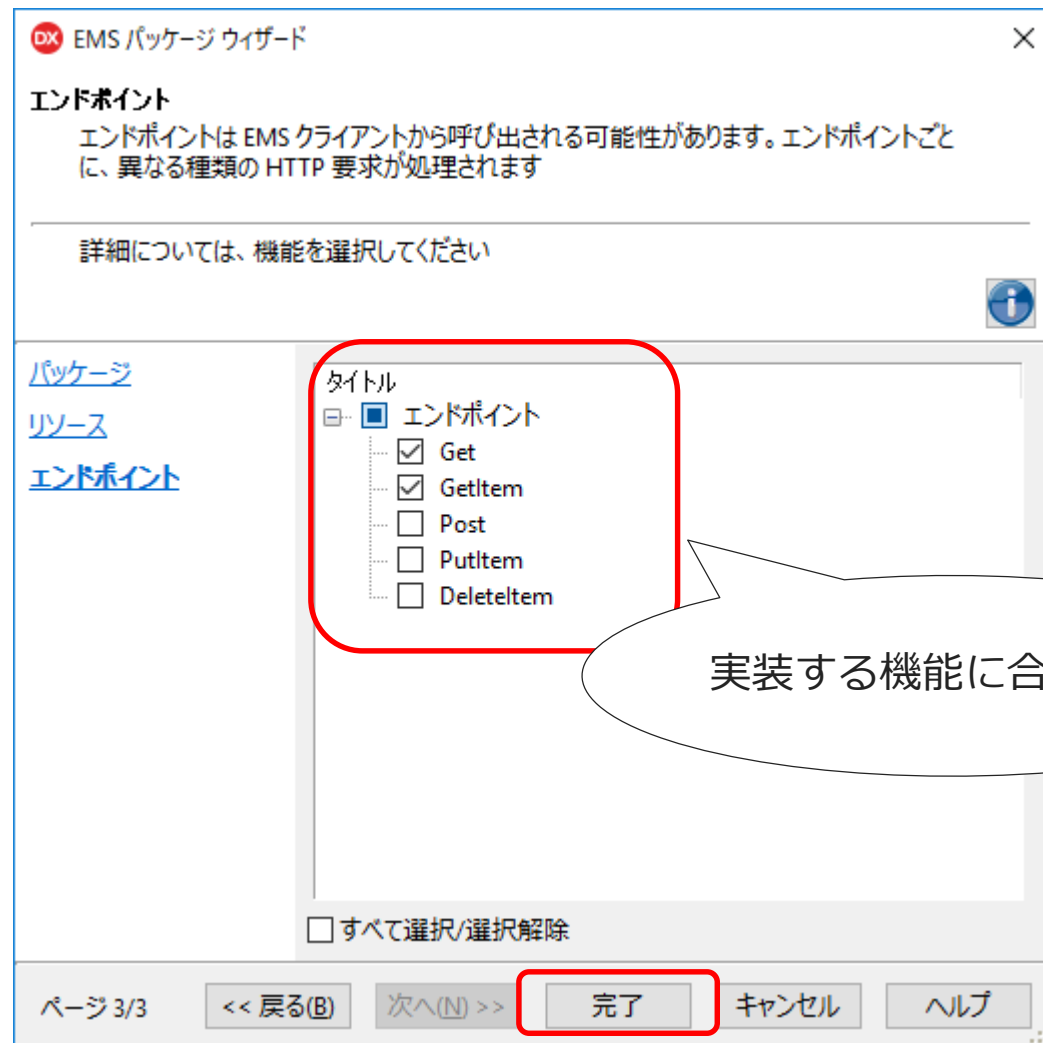 DX EMS パッケージ ウィザード
エンドポイント
エンドポイントは EMS クライアントから呼び出される可能性があります。エンドポイントごと
に、異なる種類の HTTP 要求が処理されます
詳細については、機能を選択してください
パッケージ
リソース
エンドポイント
タイトル
エンドポイント
Get
GetItem
Post
PutItem
DeleteItem
実装する機能に合
すべて選択/選択解除
ページ 3/3 << 戻る(B) 次へ(N) >> 完了 キャンセル ヘルプ